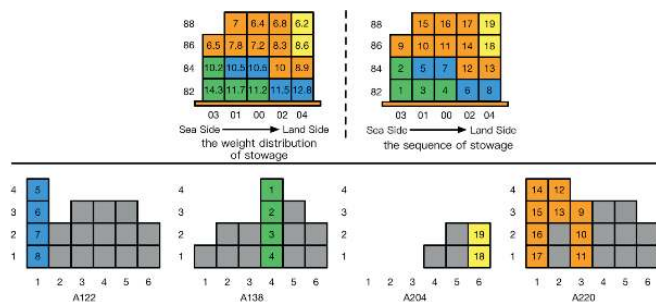 88 7 6.4 6.8 6.2
86 6.5 7.8 7.2 8.3 8.6
84 10.2 10.5 10.6 10 8.9
82 14.3 11.7 11.2 11.5 12.8
03 01 00 02 04
Sea Side Land Side
the weight distribution
of stowage
88 15 16 17 19
86 9 10 11 14 18
84 2 5 7 12 13
82 1 3 4 6 8
03 01 00 02 04
Sea Side Land Side
the sequence of stowage
4 5
3 6
2 7
1 8
1 2 3 4 5 6
A122
4 1
3 2
2 3
1 4
1 2 3 4 5 6
A138
4
3
2 19
1 18
1 2 3 4 5 6
A204
4 14 12
3 15 13 9
2 16 10
1 17 11
1 2 3 4 5 6
A220